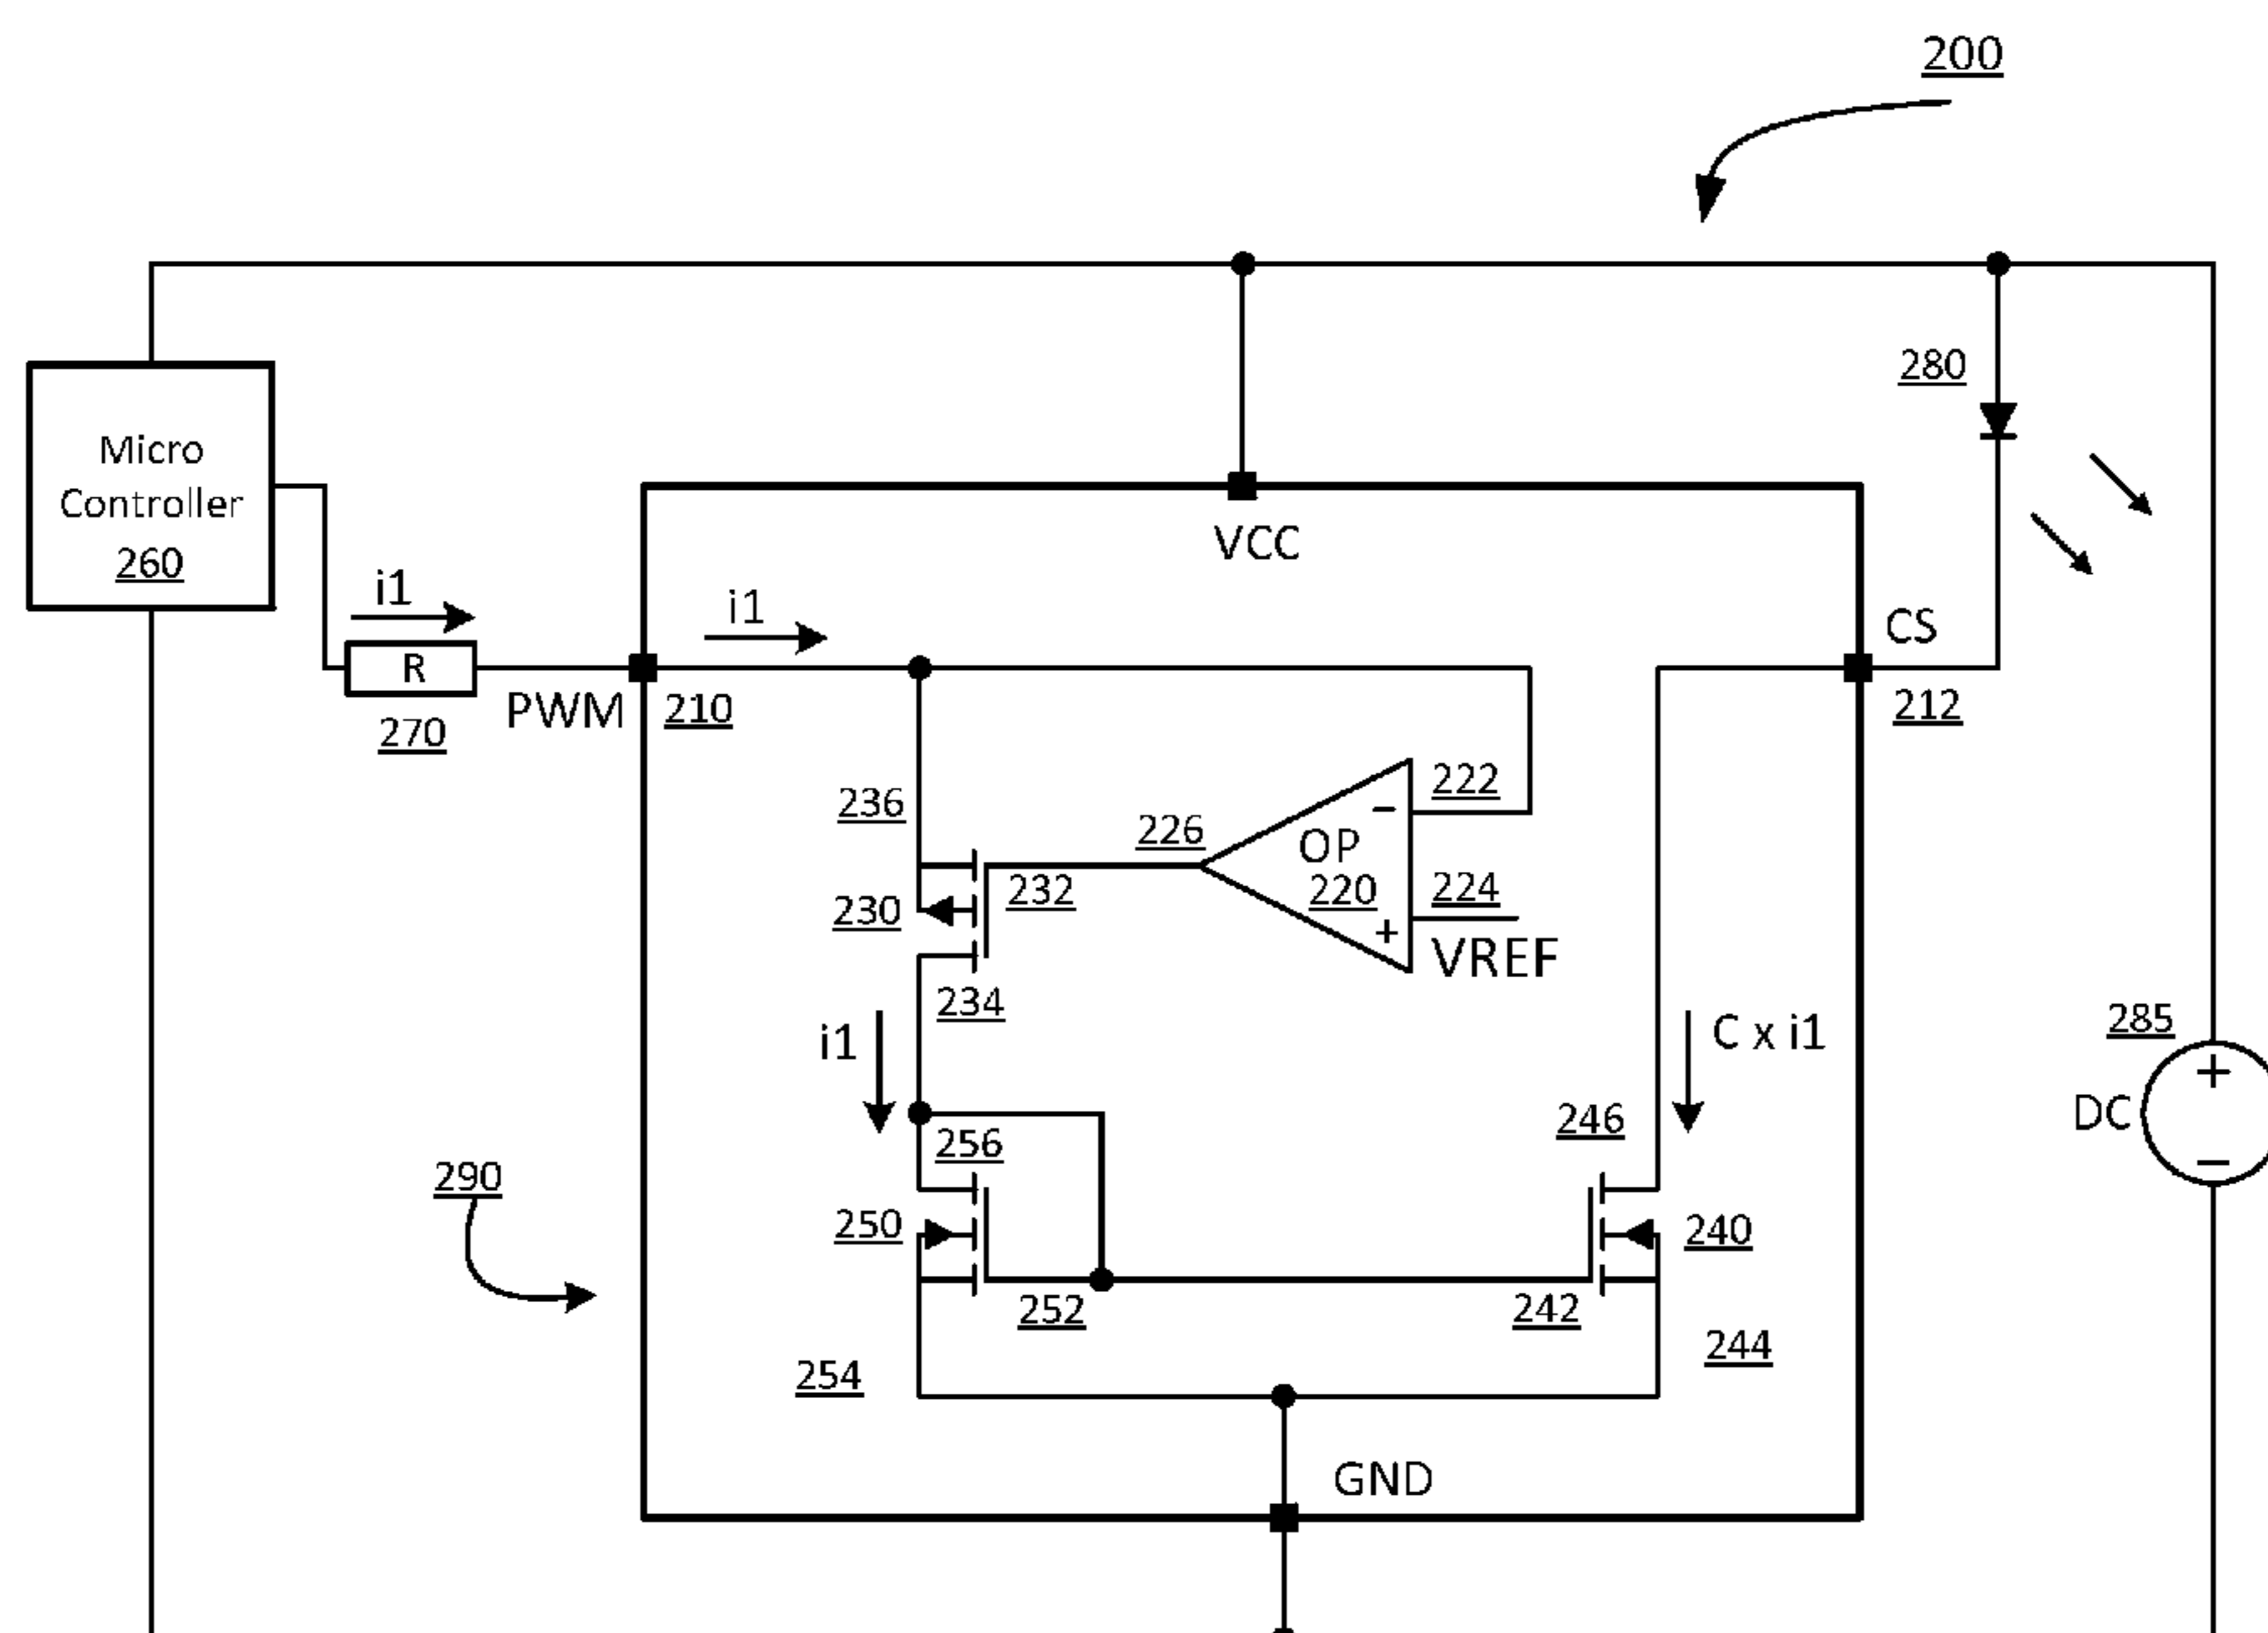 200
280
Micro
Controller
260
VCC
i1
i1
CS
R
PWM
210
212
270
222
236
226
OP
-
220
224
232
230
+
VREF
234
285
i1
C x i1
+
DC
-
246
256
290
250
240
252
242
244
254
GND